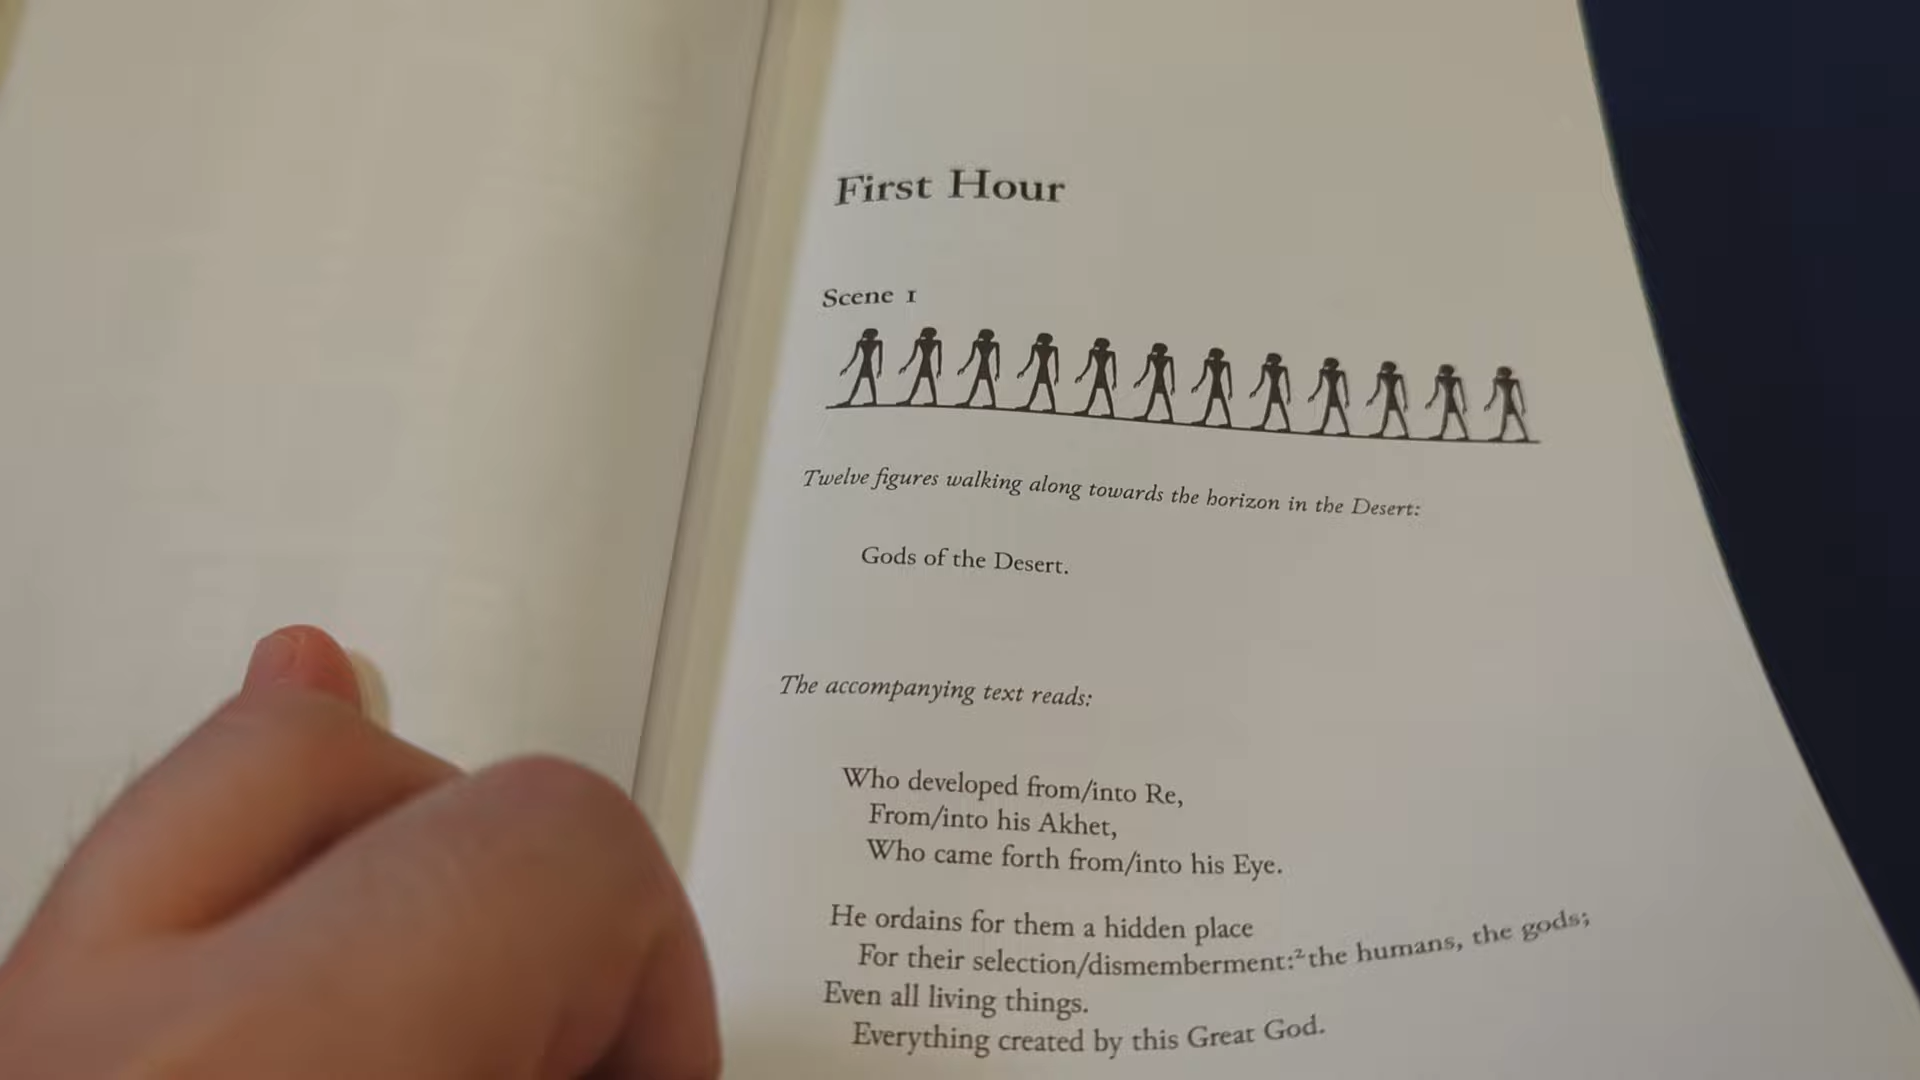 First Hour
Scene 1
Twelve figures walking along towards the horizon in the Desert:
Gods of the Desert.
The accompanying text reads:
Who developed from/into Re,
From/into his Akhet,
Who came forth from/into his Eye.
He ordains for them a hidden place
For their selection/dismemberment:² the humans, the gods;
Even all living things.
Everything created by this Great God.